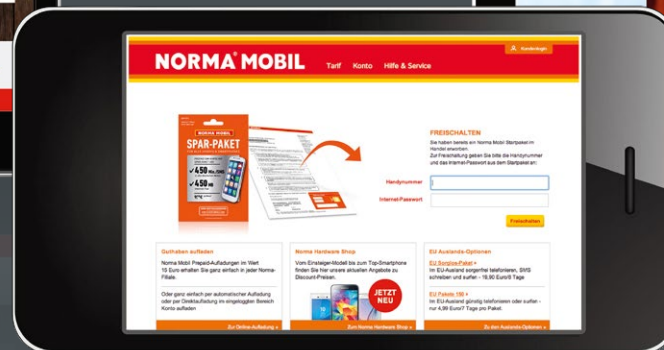 Kundenlogin
NORMA® MOBIL
Tarif Konto Hilfe & Service
NORMA MOBIL
SPAR-PAKET
450
450
FREISCHALTEN
Sie haben bereits ein Norma Mobil Startpaket im
Handel erworben.
Zur Freischaltung geben Sie bitte die Handynummer
und das Internet-Passwort aus dem Startpaket an:
Handynummer
Internet-Passwort
Freischalten
Guthaben aufladen
Norma Mobil Prepaid-Aufladungen im Wert
15 Euro erhalten Sie ganz einfach in jeder Norma-
Filiale.
Oder ganz einfach per automatischer Aufladung
oder per Direktaufladung im eingeloggten Bereich
Konto aufladen
Zur Online-Aufladung »
Norma Hardware Shop
Vom Einsteiger-Modell bis zum Top-Smartphone
finden Sie hier unsere aktuellen Angebote zu
Discount-Preisen.
JETZT
NEU
Zum Norma Hardware Shop »
EU Auslands-Optionen
EU Sorglos-Paket »
Im EU-Ausland sorgenfrei telefonieren, SMS
schreiben und surfen - 16,90 Euro/5 Tage
EU Pakete 100 »
Im EU-Ausland günstig telefonieren oder surfen -
nur 4,99 Euro/7 Tage pro Paket.
Zu den Auslands-Optionen »